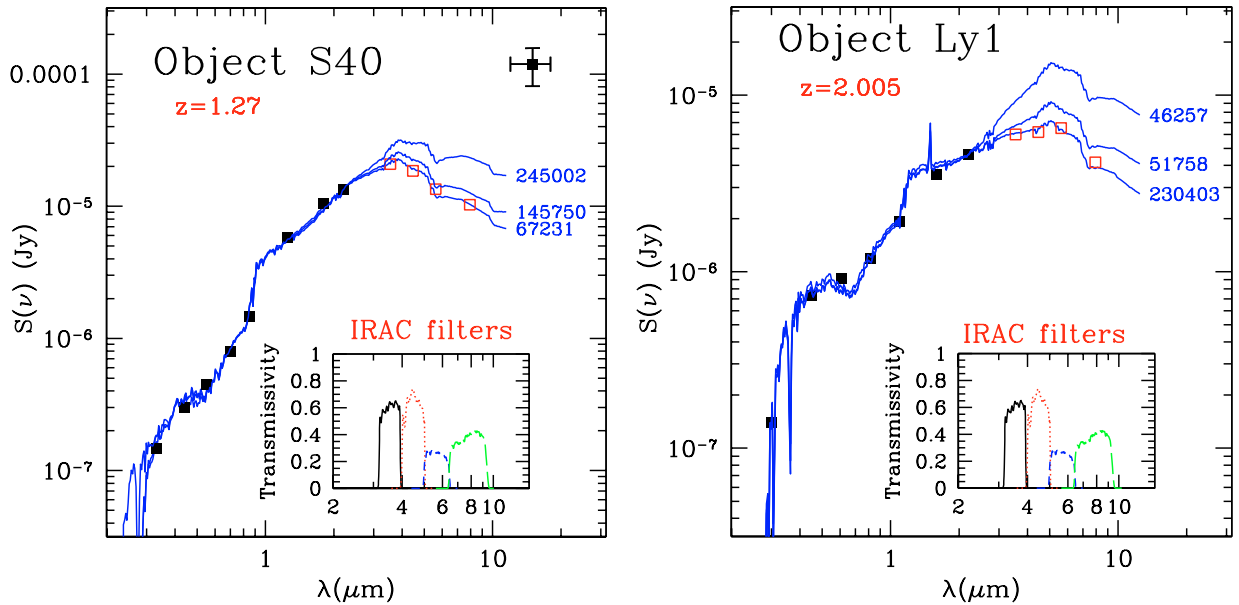 Object S40
z=1.27
0.0001
10⁻⁵
10⁻⁶
10⁻⁷
S(ν) (Jy)
245002
145750
67231
IRAC filters
Transmissivity
1
0.8
0.6
0.4
0.2
0
2 4 6 8 10
1 10
λ(μm)
Object Ly1
z=2.005
10⁻⁵
10⁻⁶
10⁻⁷
S(ν) (Jy)
46257
51758
230403
IRAC filters
Transmissivity
1
0.8
0.6
0.4
0.2
0
2 4 6 8 10
1 10
λ(μm)